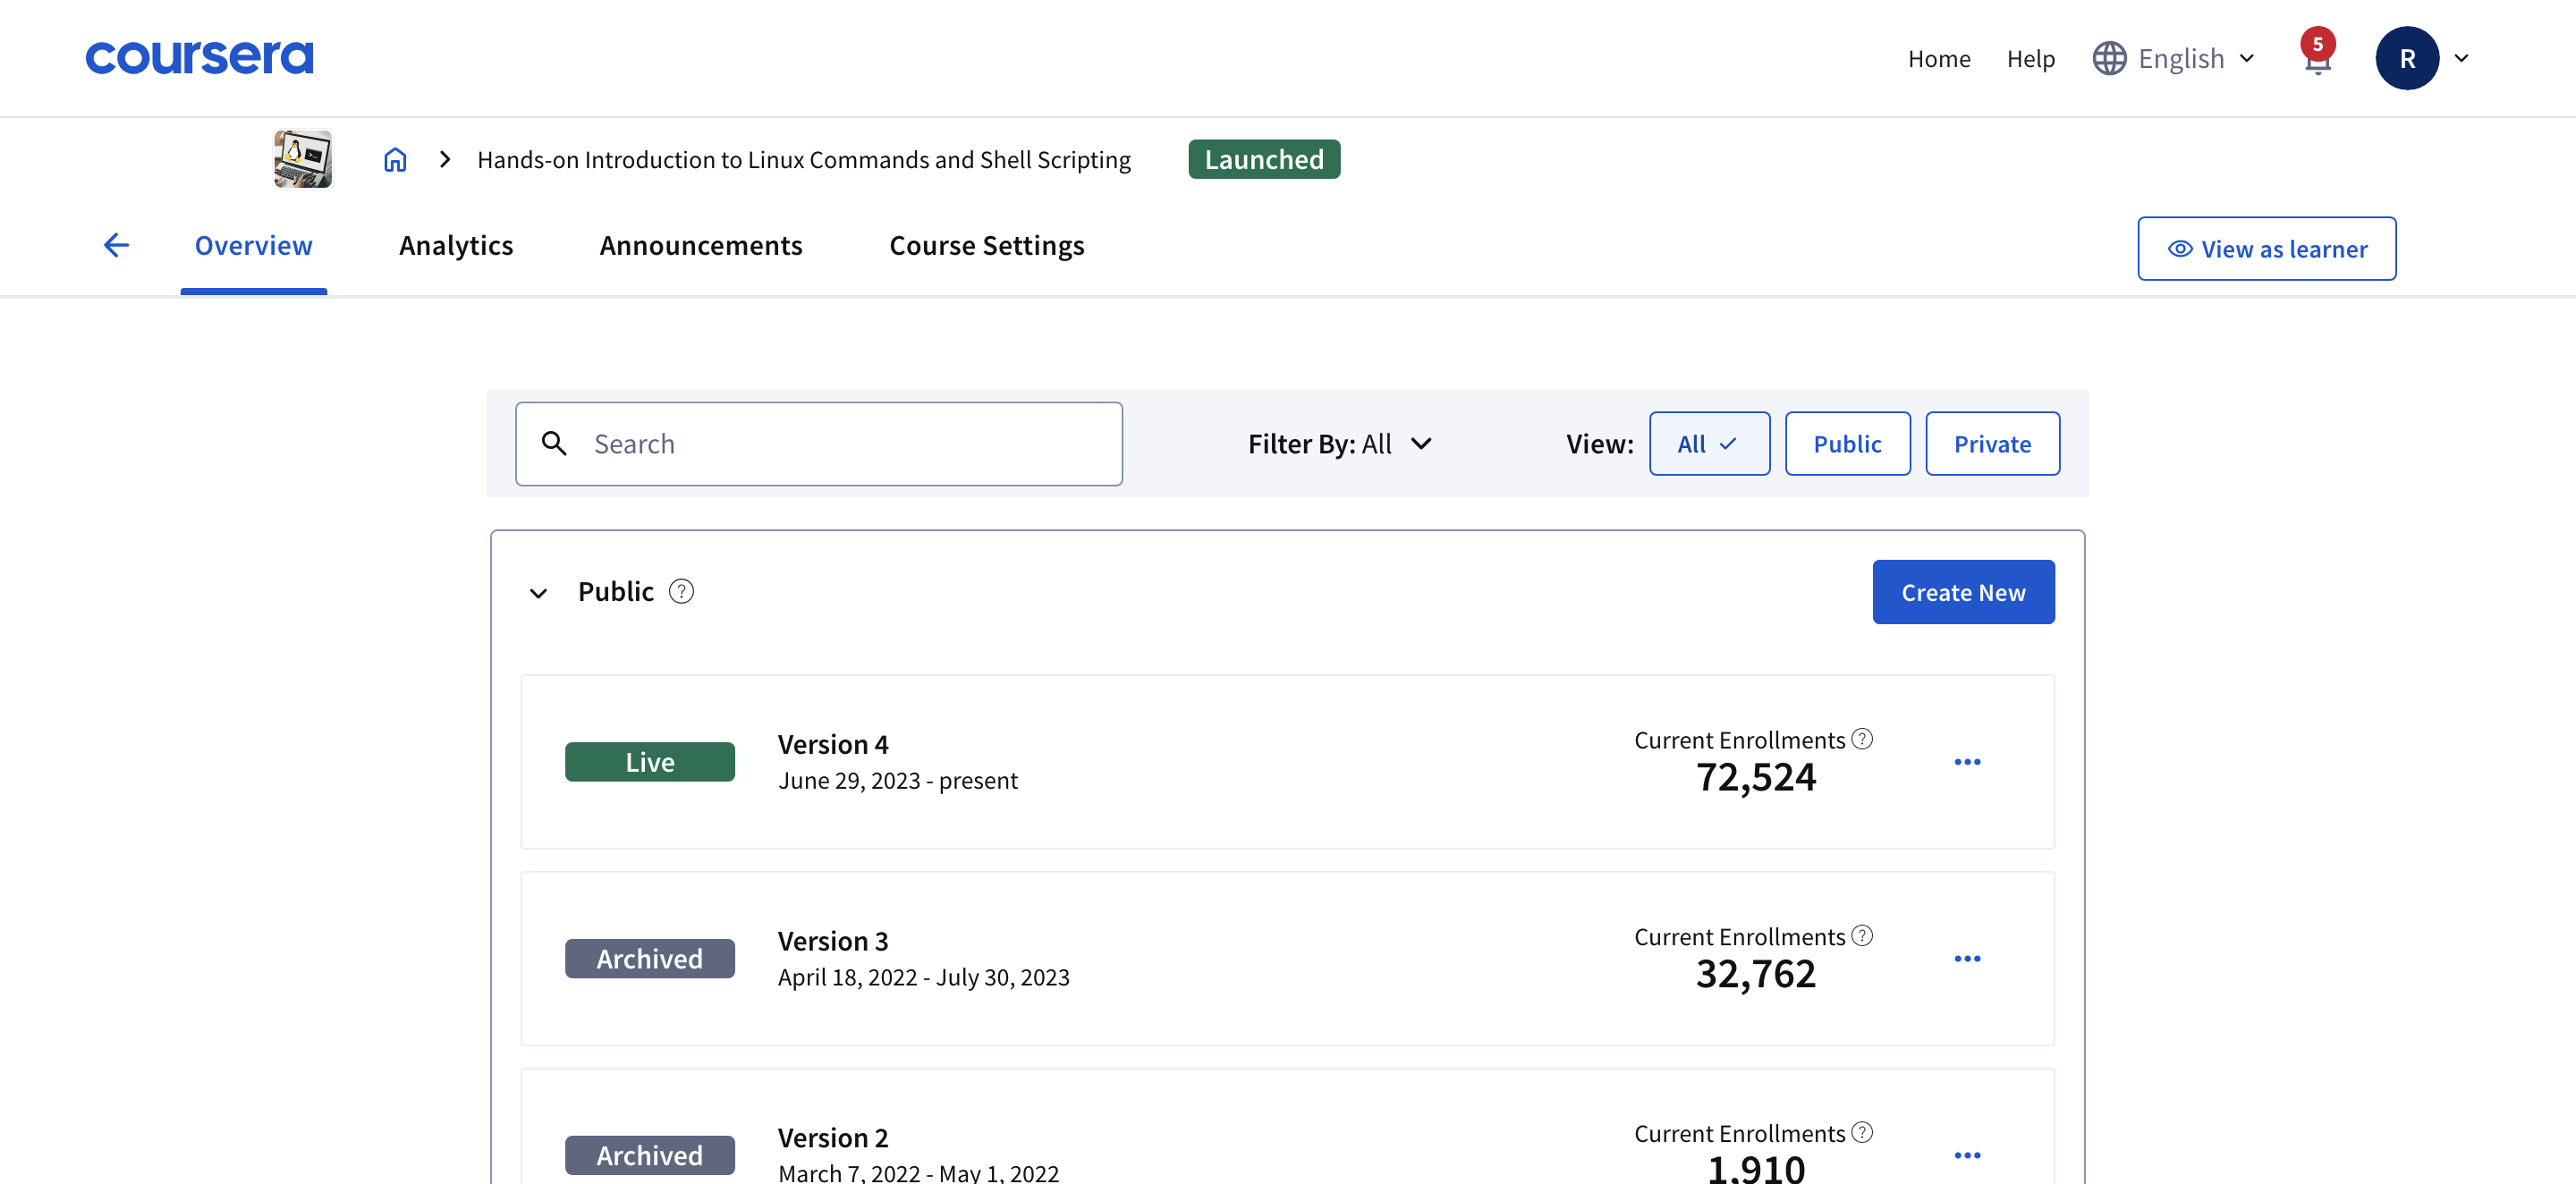 coursera
Home Help English 5 R
Hands-on Introduction to Linux Commands and Shell Scripting Launched
Overview Analytics Announcements Course Settings View as learner
Search Filter By: All View: All Public Private
Public ? Create New
Live Version 4 Current Enrollments ?
June 29, 2023 - present 72,524
Archived Version 3 Current Enrollments ?
April 18, 2022 - July 30, 2023 32,762
Archived Version 2 Current Enrollments ?
March 7, 2022 - May 1, 2022 1,910